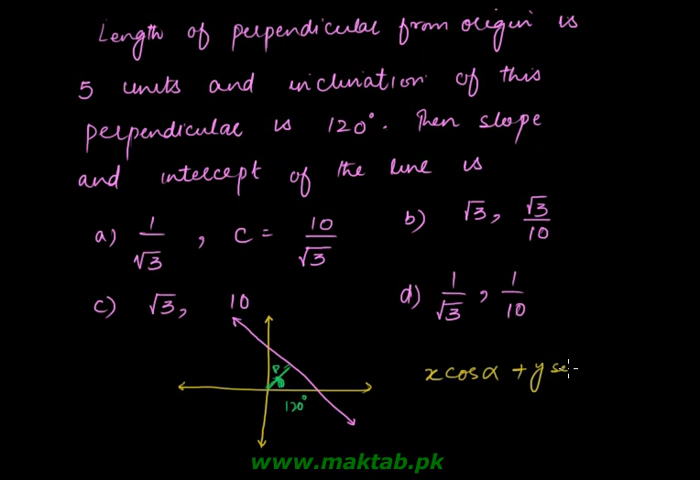 Length of perpendicular from origin is
5 units and inclination of this
perpendicular is 120°. Then slope
and intercept of the line is
a) 1/√3 , C = 10/√3
b) √3, √3/10
c) √3, 10
d) 1/√3 , 1/10
P
120°
x cosα + y se
www.maktab.pk